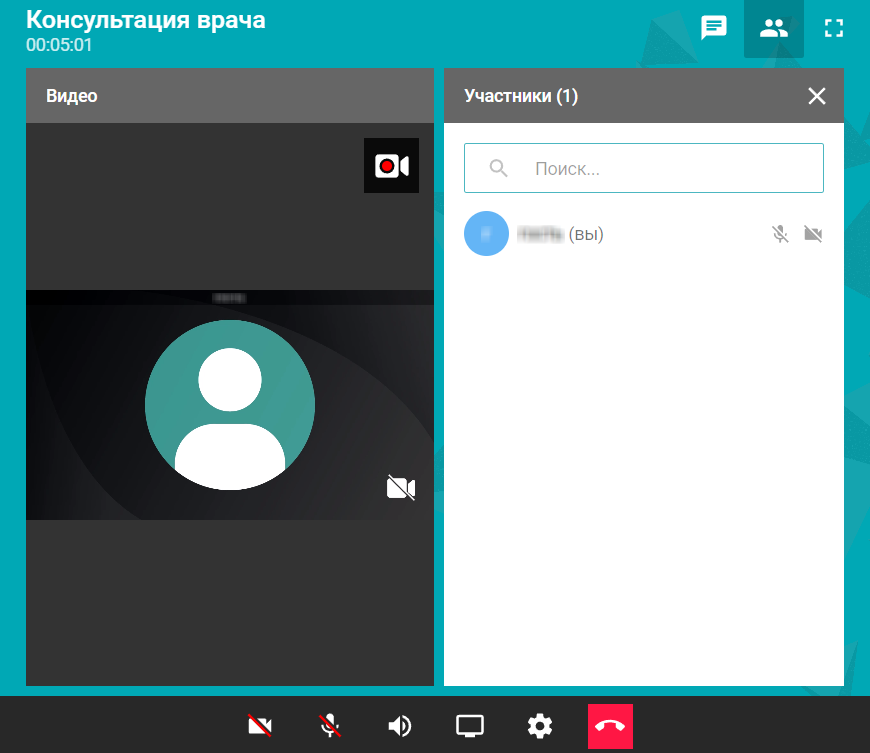 Консультация врача
00:05:01
Видео
Участники (1)
Поиск...
(вы)